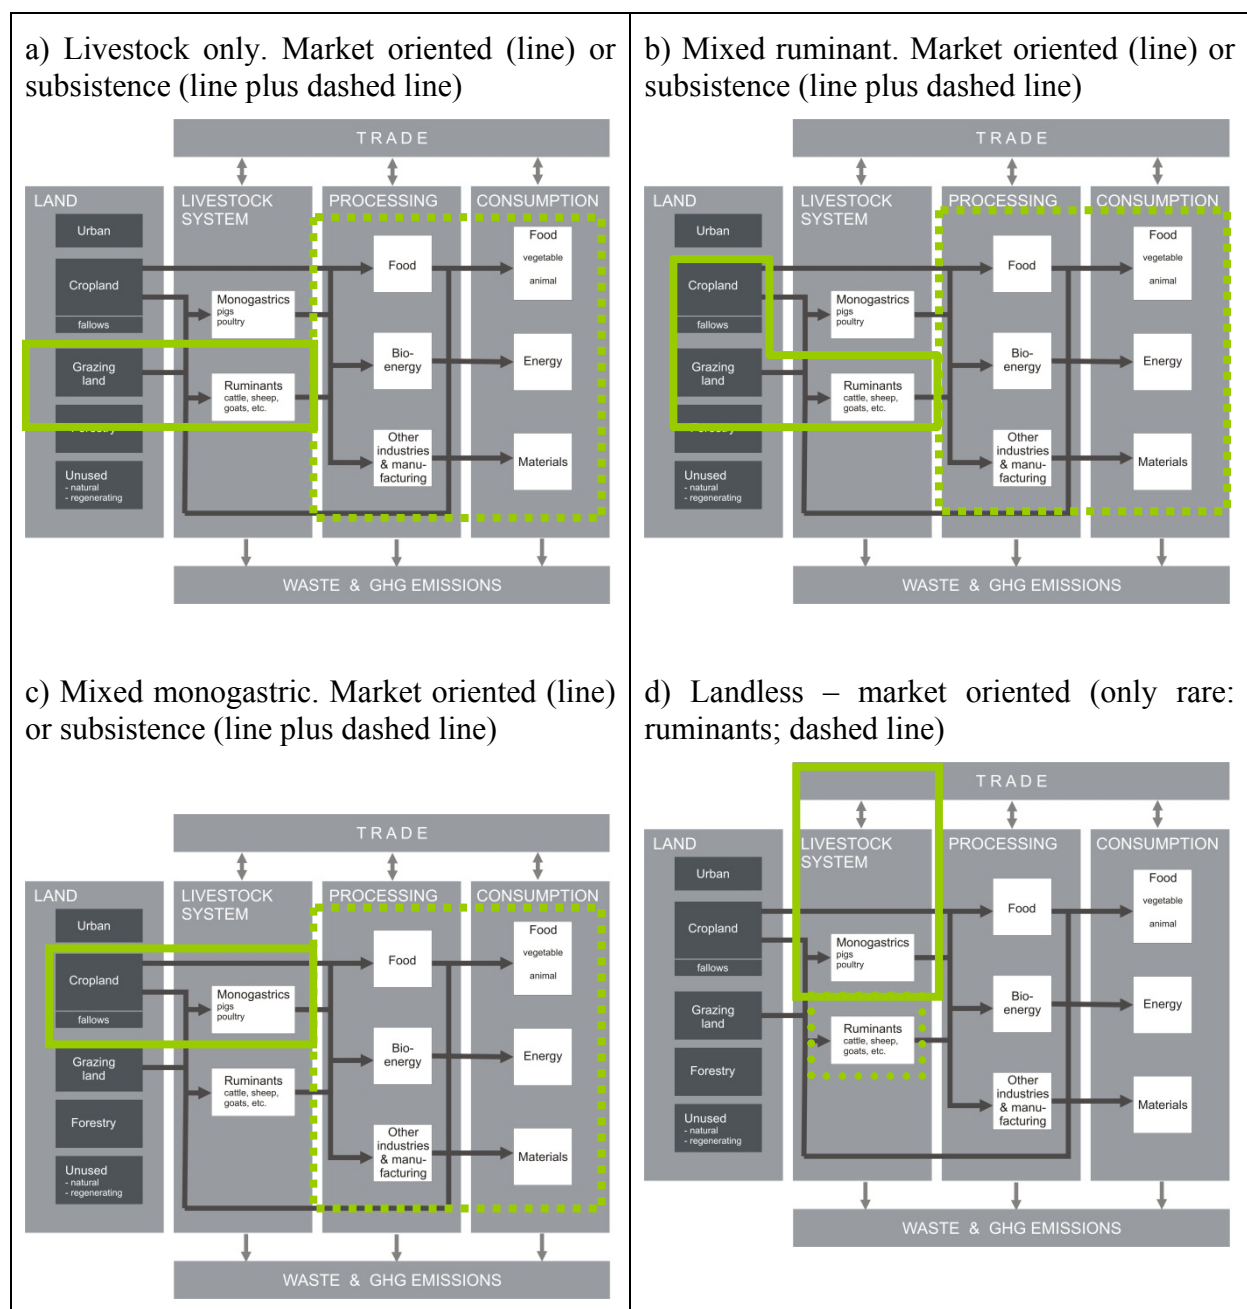 a) Livestock only. Market oriented (line) or
subsistence (line plus dashed line)
TRADE
LAND
LIVESTOCK
SYSTEM
PROCESSING
CONSUMPTION
Urban
Cropland
fallows
Grazing
land
Forestry
Unused
- natural
- regenerating
Monogastrics
pigs
poultry
Ruminants
cattle, sheep,
goats, etc.
Food
Bio-
energy
Other
industries
& manu-
facturing
Food
vegetable
animal
Energy
Materials
WASTE & GHG EMISSIONS
b) Mixed ruminant. Market oriented (line) or
subsistence (line plus dashed line)
TRADE
LAND
LIVESTOCK
SYSTEM
PROCESSING
CONSUMPTION
Urban
Cropland
fallows
Grazing
land
Forestry
Unused
- natural
- regenerating
Monogastrics
pigs
poultry
Ruminants
cattle, sheep,
goats, etc.
Food
Bio-
energy
Other
industries
& manu-
facturing
Food
vegetable
animal
Energy
Materials
WASTE & GHG EMISSIONS
c) Mixed monogastric. Market oriented (line)
or subsistence (line plus dashed line)
TRADE
LAND
LIVESTOCK
SYSTEM
PROCESSING
CONSUMPTION
Urban
Cropland
fallows
Grazing
land
Forestry
Unused
- natural
- regenerating
Monogastrics
pigs
poultry
Ruminants
cattle, sheep,
goats, etc.
Food
Bio-
energy
Other
industries
& manu-
facturing
Food
vegetable
animal
Energy
Materials
WASTE & GHG EMISSIONS
d) Landless – market oriented (only rare:
ruminants; dashed line)
TRADE
LAND
LIVESTOCK
SYSTEM
PROCESSING
CONSUMPTION
Urban
Cropland
fallows
Grazing
land
Forestry
Unused
- natural
- regenerating
Monogastrics
pigs
poultry
Ruminants
cattle, sheep,
goats, etc.
Food
Bio-
energy
Other
industries
& manu-
facturing
Food
vegetable
animal
Energy
Materials
WASTE & GHG EMISSIONS